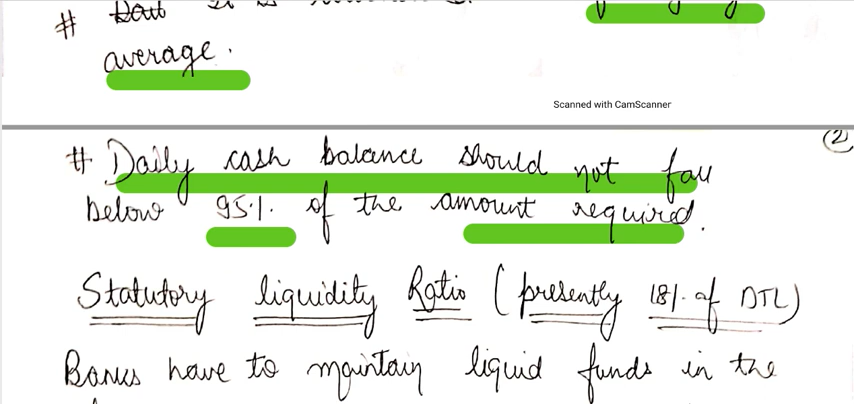 #
average.
Scanned with CamScanner
(2)
# Daily cash balance should not fall
below 95%. of the amount required.
Statutory liquidity Ratio (presently 18%. of DTL)
Banks have to maintain liquid funds in the